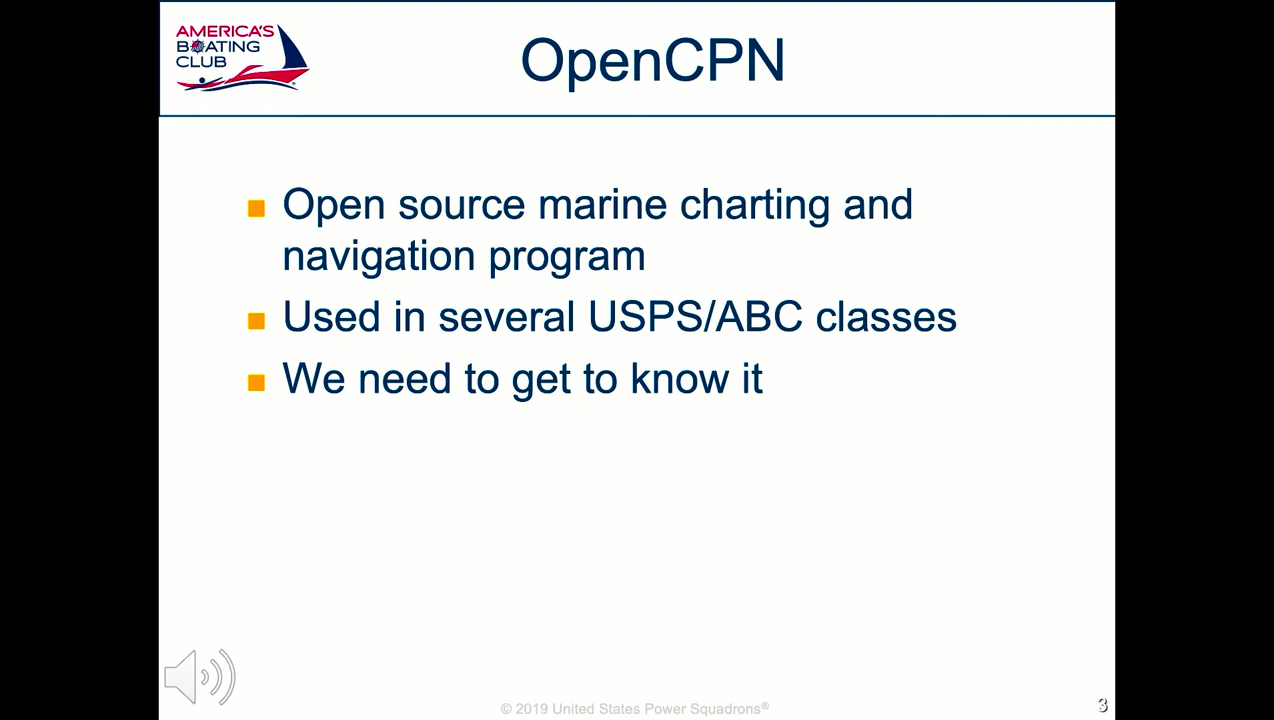 AMERICA'S
BOATING
CLUB
OpenCPN
Open source marine charting and
navigation program
Used in several USPS/ABC classes
We need to get to know it
© 2019 United States Power Squadrons®
3